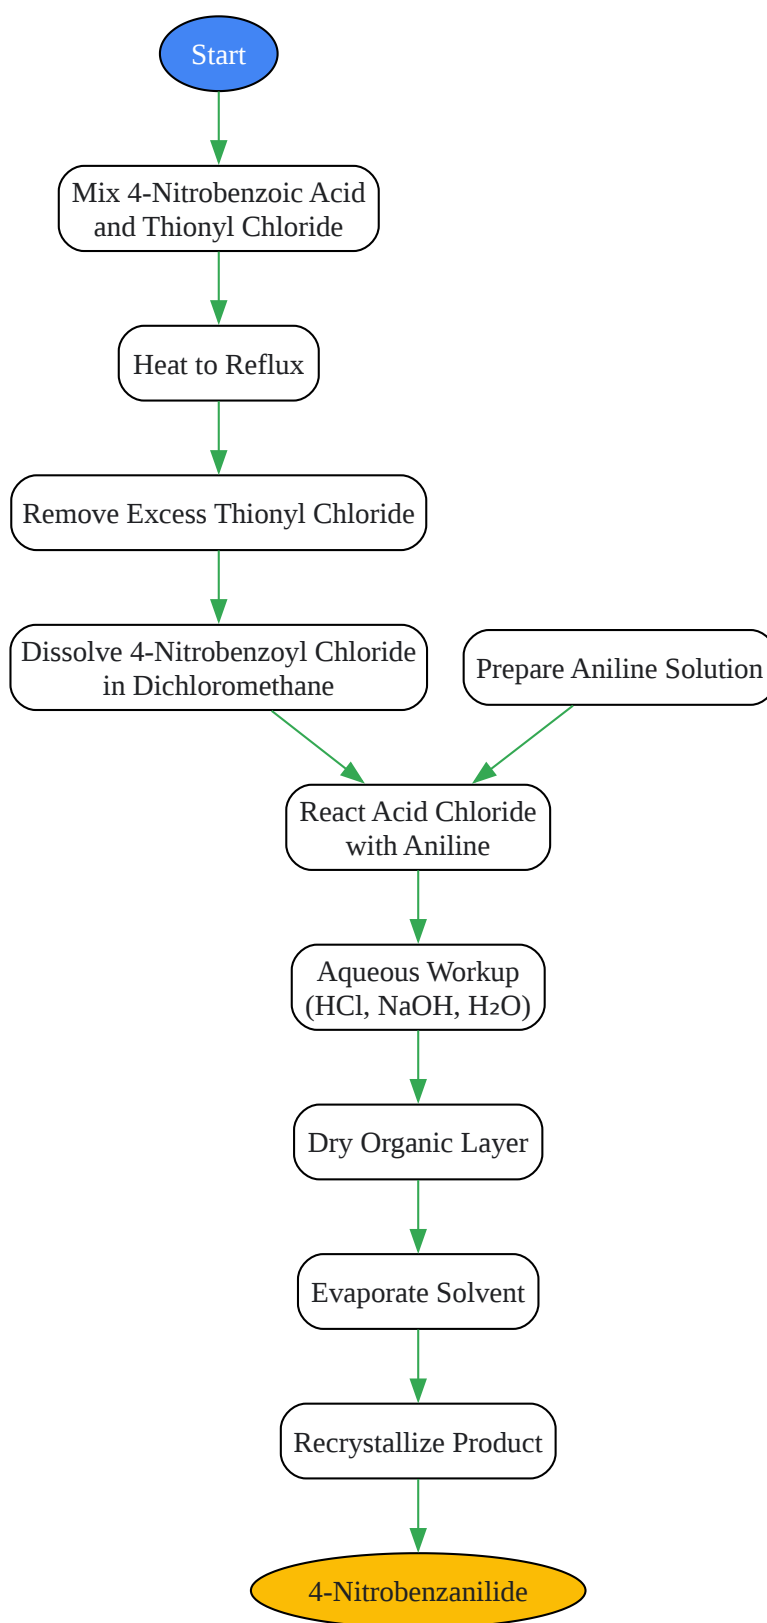 Start
Mix 4-Nitrobenzoic Acid
and Thionyl Chloride
Heat to Reflux
Remove Excess Thionyl Chloride
Dissolve 4-Nitrobenzoyl Chloride
in Dichloromethane
Prepare Aniline Solution
React Acid Chloride
with Aniline
Aqueous Workup
(HCl, NaOH, H₂O)
Dry Organic Layer
Evaporate Solvent
Recrystallize Product
4-Nitrobenzanilide